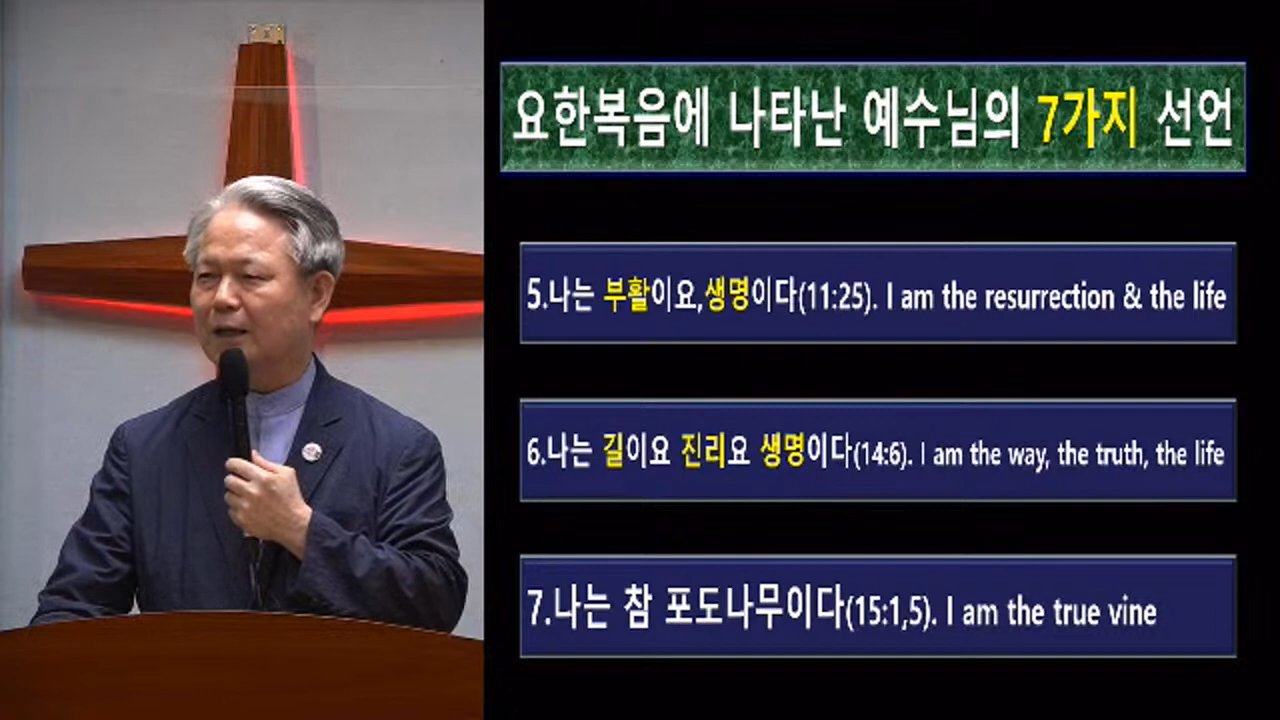 요한복음에 나타난 예수님의 7가지 선언
5.나는 부활이요,생명이다(11:25). I am the resurrection & the life
6.나는 길이요 진리요 생명이다(14:6). I am the way, the truth, the life
7.나는 참 포도나무이다(15:1,5). I am the true vine